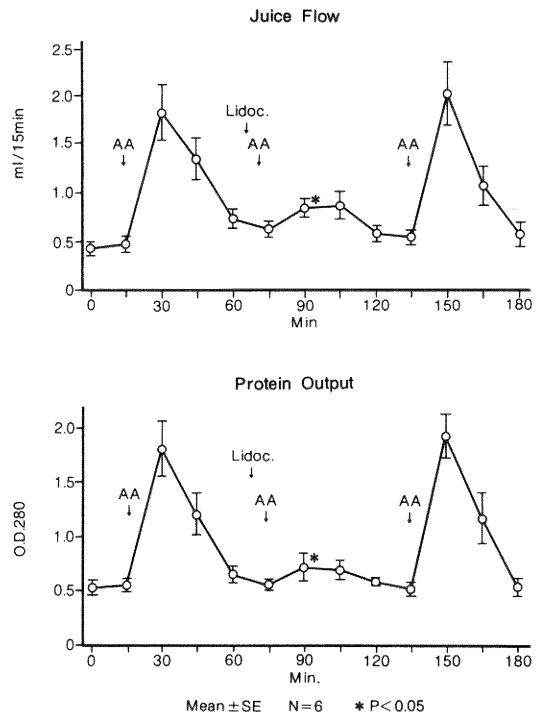 Juice Flow
2.5
2.0
1.5
1.0
0.5
0
ml/15min
AA
Lidoc.
AA
AA
*
0 30 60 90 120 150 180
Min
Protein Output
2.0
1.5
1.0
0.5
0
O.D.280
AA
Lidoc.
AA
AA
*
0 30 60 90 120 150 180
Min.
Mean ±SE N=6 * P<0.05